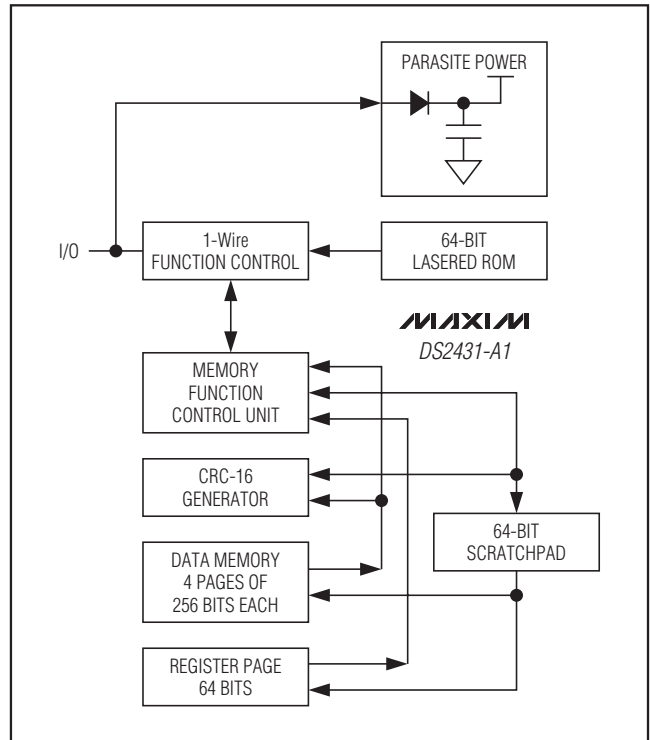 PARASITE POWER
I/O
1-Wire
FUNCTION CONTROL
64-BIT
LASERED ROM
MAXIM
DS2431-A1
MEMORY
FUNCTION
CONTROL UNIT
CRC-16
GENERATOR
64-BIT
SCRATCHPAD
DATA MEMORY
4 PAGES OF
256 BITS EACH
REGISTER PAGE
64 BITS